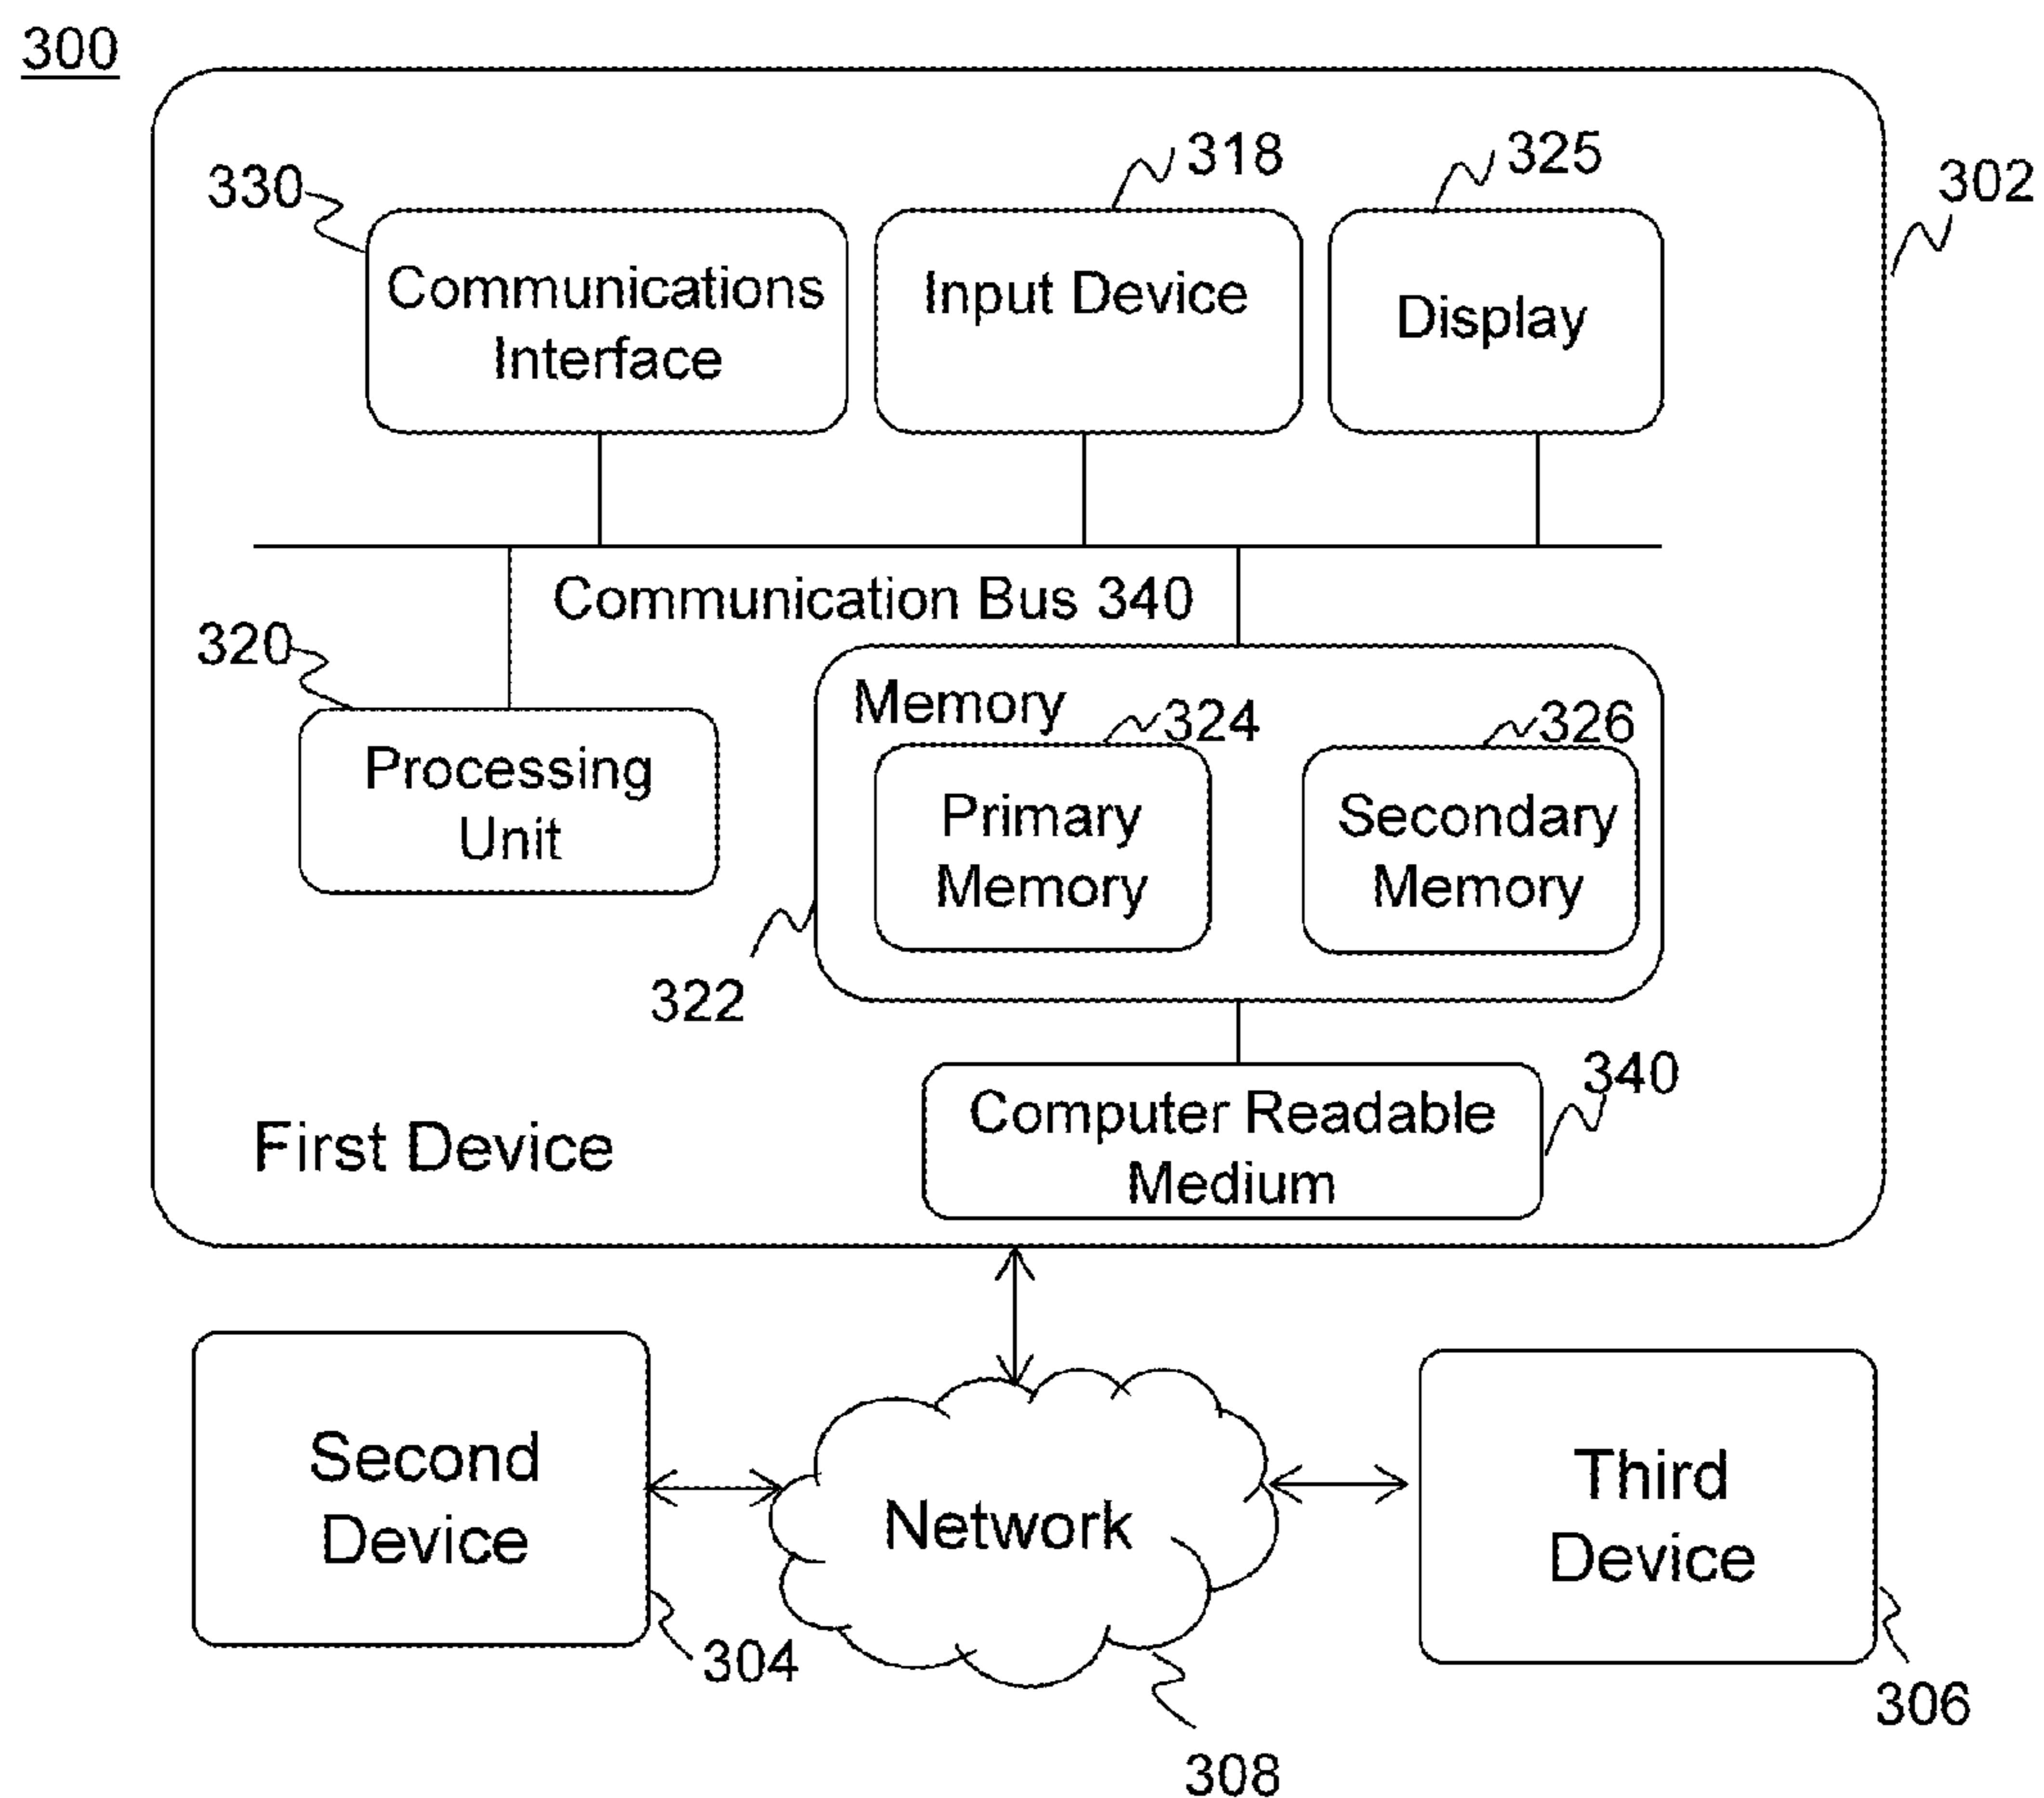 300
318
325
302
330
Communications
Interface
Input Device
Display
Communication Bus 340
320
Processing
Unit
Memory
324
326
Primary
Memory
Secondary
Memory
322
340
Computer Readable
Medium
First Device
Second
Device
Network
Third
Device
304
306
308